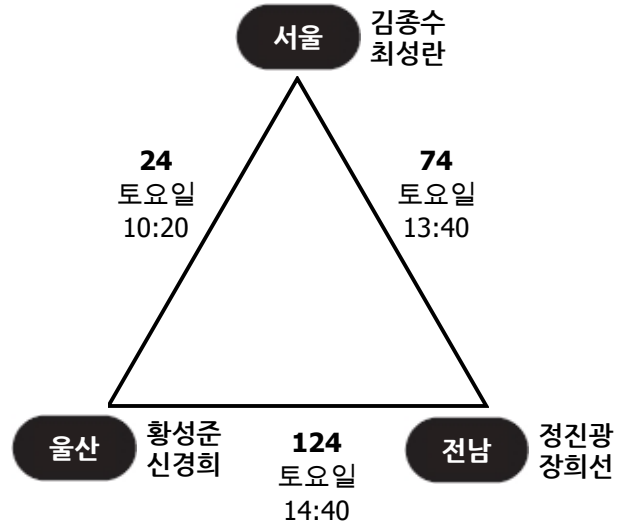 서울
김종수
최성란
24
토요일
10:20
74
토요일
13:40
울산
황성준
신경희
124
토요일
14:40
전남
정진광
장희선